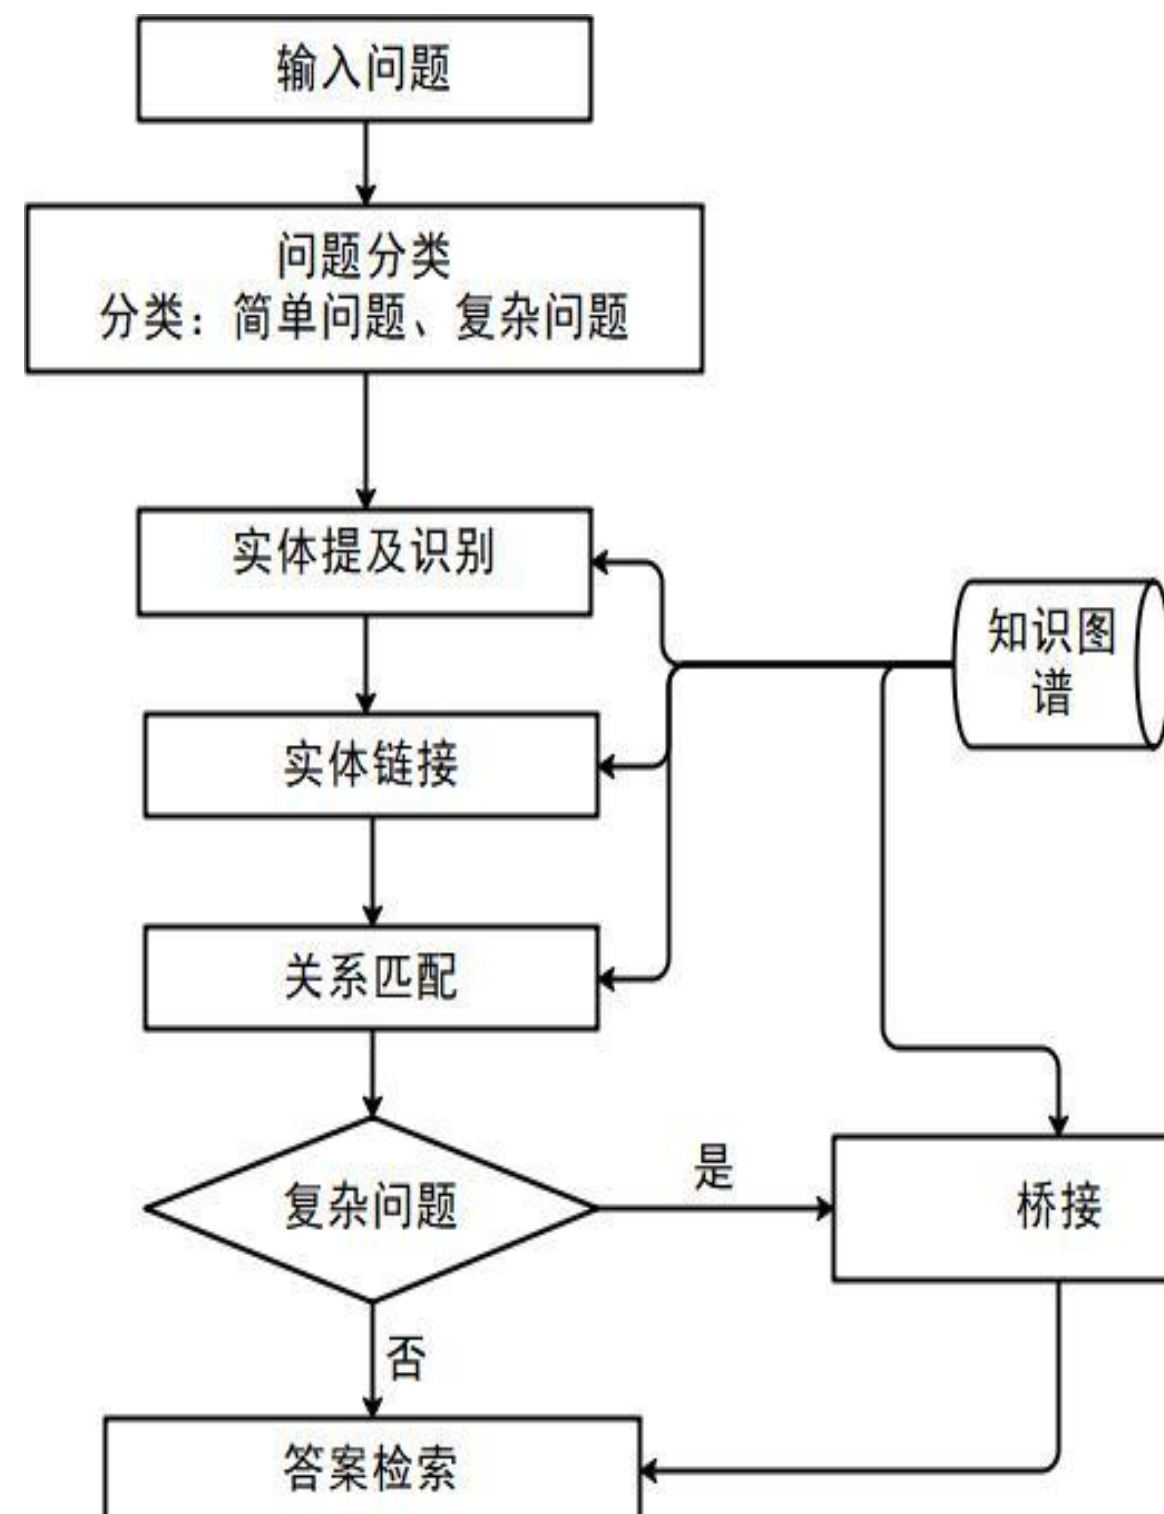 输入问题
问题分类
分类：简单问题、复杂问题
实体提及识别
知识图
谱
实体链接
关系匹配
复杂问题
是
桥接
否
答案检索